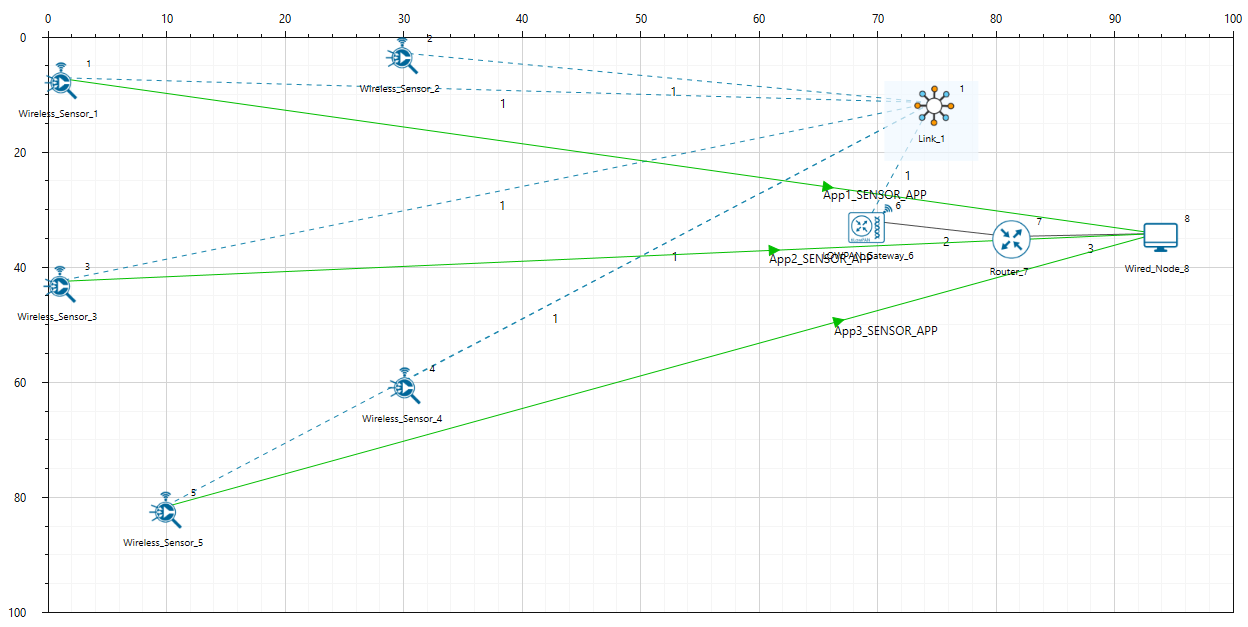 0 10 20 30 40 50 60 70 80 90 100
0
20
40
60
80
100
1
Wireless_Sensor_1
2
Wireless_Sensor_2
1
1
1
Link_1
3
Wireless_Sensor_3
1
1
1
App1_SENSOR_APP
6
7
8
2
3
1
App2_SENSOR_APP
LOWPAN_Gateway_6
Router_7
Wired_Node_8
1
App3_SENSOR_APP
4
Wireless_Sensor_4
5
Wireless_Sensor_5